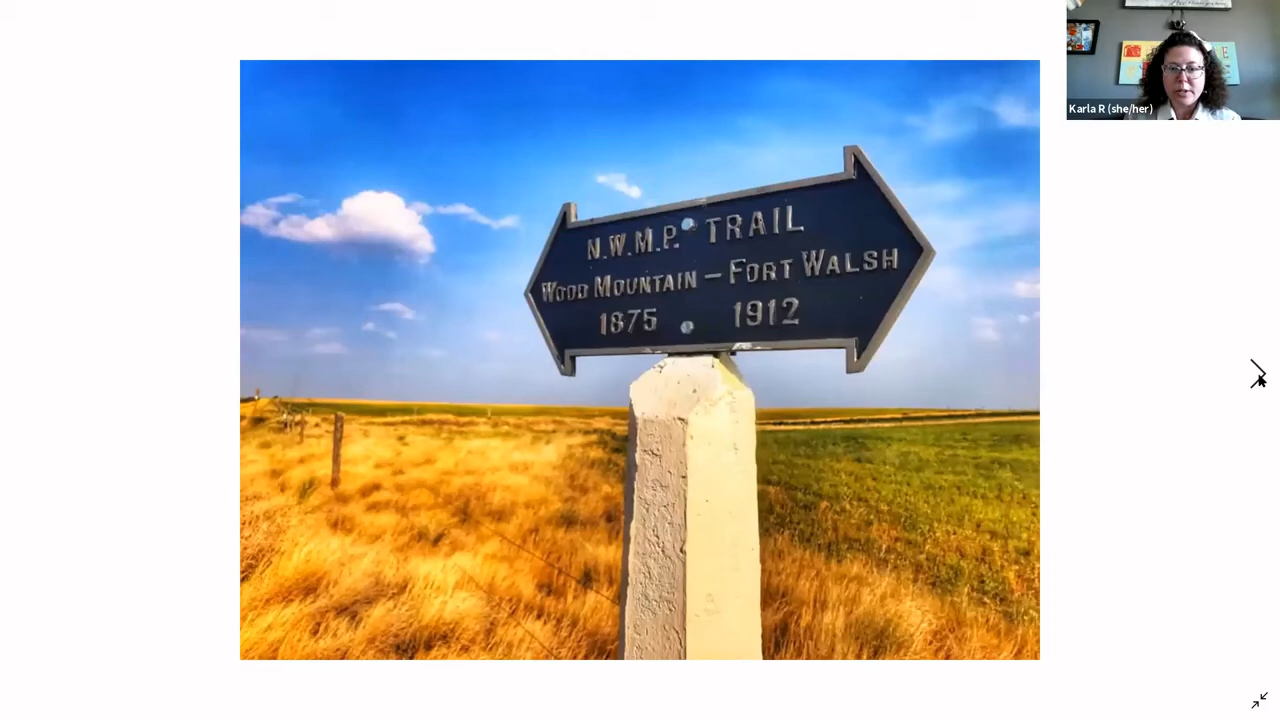 N.W.M.P. TRAIL
WOOD MOUNTAIN – FORT WALSH
1875 . 1912
Karla R (she/her)